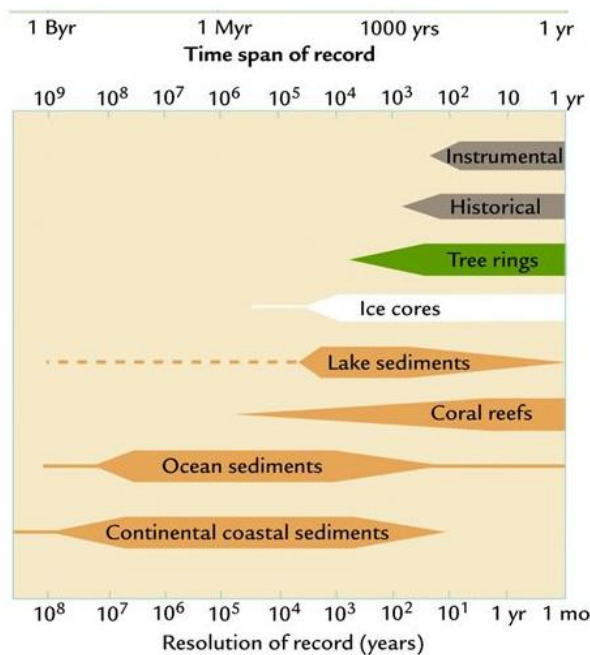 1 Byr 1 Myr 1000 yrs 1 yr
Time span of record
10⁹ 10⁸ 10⁷ 10⁶ 10⁵ 10⁴ 10³ 10² 10 1 yr
Instrumental
Historical
Tree rings
Ice cores
Lake sediments
Coral reefs
Ocean sediments
Continental coastal sediments
10⁸ 10⁷ 10⁶ 10⁵ 10⁴ 10³ 10² 10¹ 1 yr 1 mo
Resolution of record (years)